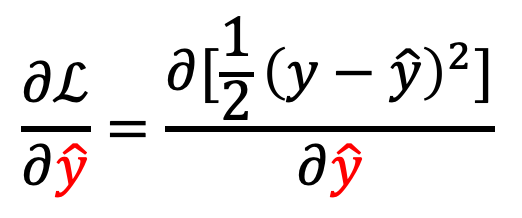 ∂ℒ/∂ŷ = ∂[1/2(y − ŷ)²]/∂ŷ